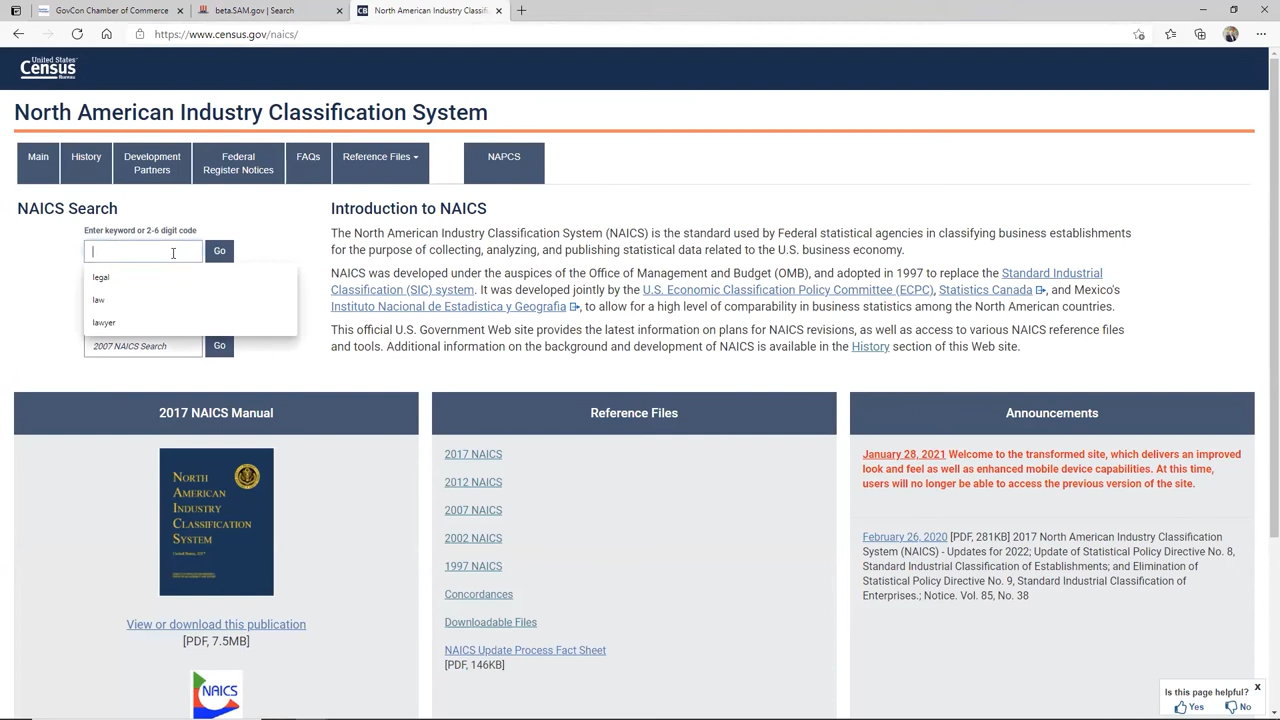 GovCon Chamber of Commerce
beta.SAM.gov | Search
North American Industry Classifi
https://www.census.gov/naics/
United States
Census
Bureau
North American Industry Classification System
Main
History
Development
Partners
Federal
Register Notices
FAQs
Reference Files
NAPCS
NAICS Search
Enter keyword or 2-6 digit code
Go
legal
law
lawyer
2007 NAICS Search
Go
Introduction to NAICS
The North American Industry Classification System (NAICS) is the standard used by Federal statistical agencies in classifying business establishments
for the purpose of collecting, analyzing, and publishing statistical data related to the U.S. business economy.
NAICS was developed under the auspices of the Office of Management and Budget (OMB), and adopted in 1997 to replace the Standard Industrial
Classification (SIC) system. It was developed jointly by the U.S. Economic Classification Policy Committee (ECPC), Statistics Canada, and Mexico's
Instituto Nacional de Estadistica y Geografia, to allow for a high level of comparability in business statistics among the North American countries.
This official U.S. Government Web site provides the latest information on plans for NAICS revisions, as well as access to various NAICS reference files
and tools. Additional information on the background and development of NAICS is available in the History section of this Web site.
2017 NAICS Manual
NORTH
AMERICAN
INDUSTRY
CLASSIFICATION
SYSTEM
United States, 2017
View or download this publication
[PDF, 7.5MB]
NAICS
Reference Files
2017 NAICS
2012 NAICS
2007 NAICS
2002 NAICS
1997 NAICS
Concordances
Downloadable Files
NAICS Update Process Fact Sheet
[PDF, 146KB]
Announcements
January 28, 2021 Welcome to the transformed site, which delivers an improved
look and feel as well as enhanced mobile device capabilities. At this time,
users will no longer be able to access the previous version of the site.
February 26, 2020 [PDF, 281KB] 2017 North American Industry Classification
System (NAICS) - Updates for 2022; Update of Statistical Policy Directive No. 8,
Standard Industrial Classification of Establishments; and Elimination of
Statistical Policy Directive No. 9, Standard Industrial Classification of
Enterprises.; Notice. Vol. 85, No. 38
Is this page helpful?
X
Yes
No